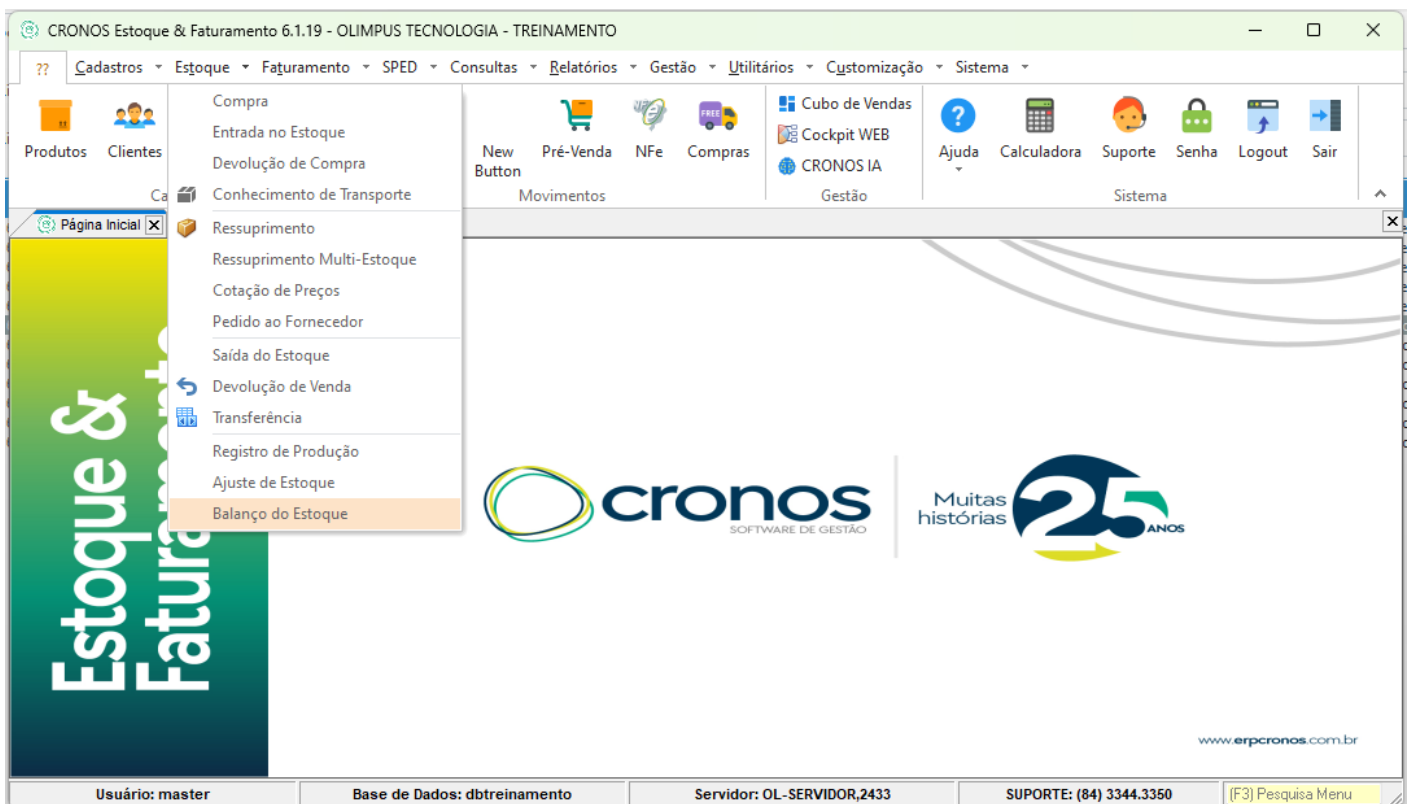 CRONOS Estoque & Faturamento 6.1.19 - OLIMPUS TECNOLOGIA - TREINAMENTO
?? Cadastros Estoque Faturamento SPED Consultas Relatórios Gestão Utilitários Customização Sistema
Produtos
Clientes
New
Button
Pré-Venda
NFe
FREE
Compras
Cubo de Vendas
Cockpit WEB
CRONOS IA
Ajuda
Calculadora
Suporte
Senha
Logout
Sair
Ca
Movimentos
Gestão
Sistema
Página Inicial
Compra
Entrada no Estoque
Devolução de Compra
Conhecimento de Transporte
Ressuprimento
Ressuprimento Multi-Estoque
Cotação de Preços
Pedido ao Fornecedor
Saída do Estoque
Devolução de Venda
Transferência
Registro de Produção
Ajuste de Estoque
Balanço do Estoque
Estoque &
Faturamento
cronos
SOFTWARE DE GESTÃO
Muitas
histórias
25
ANOS
www.erpcronos.com.br
Usuário: master
Base de Dados: dbtreinamento
Servidor: OL-SERVIDOR,2433
SUPORTE: (84) 3344.3350
(F3) Pesquisa Menu